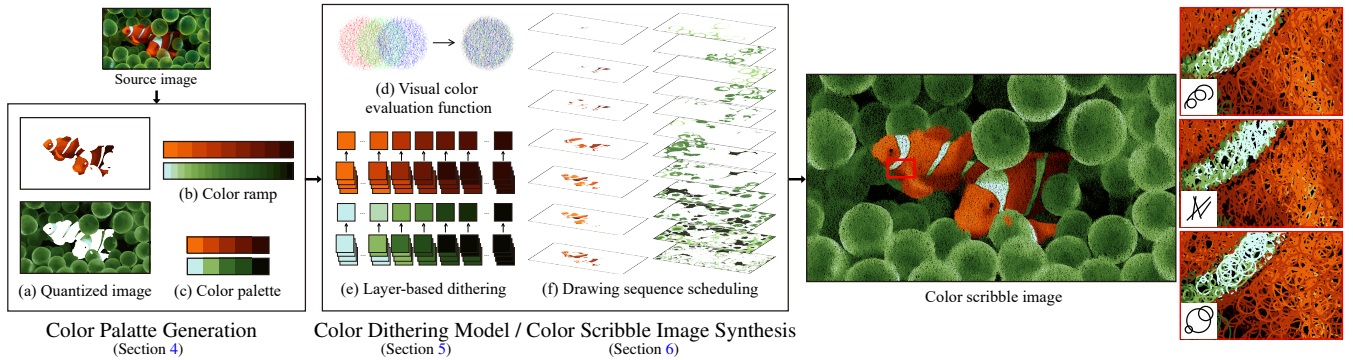 Source image
(b) Color ramp
(a) Quantized image
(c) Color palette
Color Palatte Generation
(Section 4)
(d) Visual color
evaluation function
(e) Layer-based dithering
(f) Drawing sequence scheduling
Color Dithering Model / Color Scribble Image Synthesis
(Section 5)
(Section 6)
Color scribble image